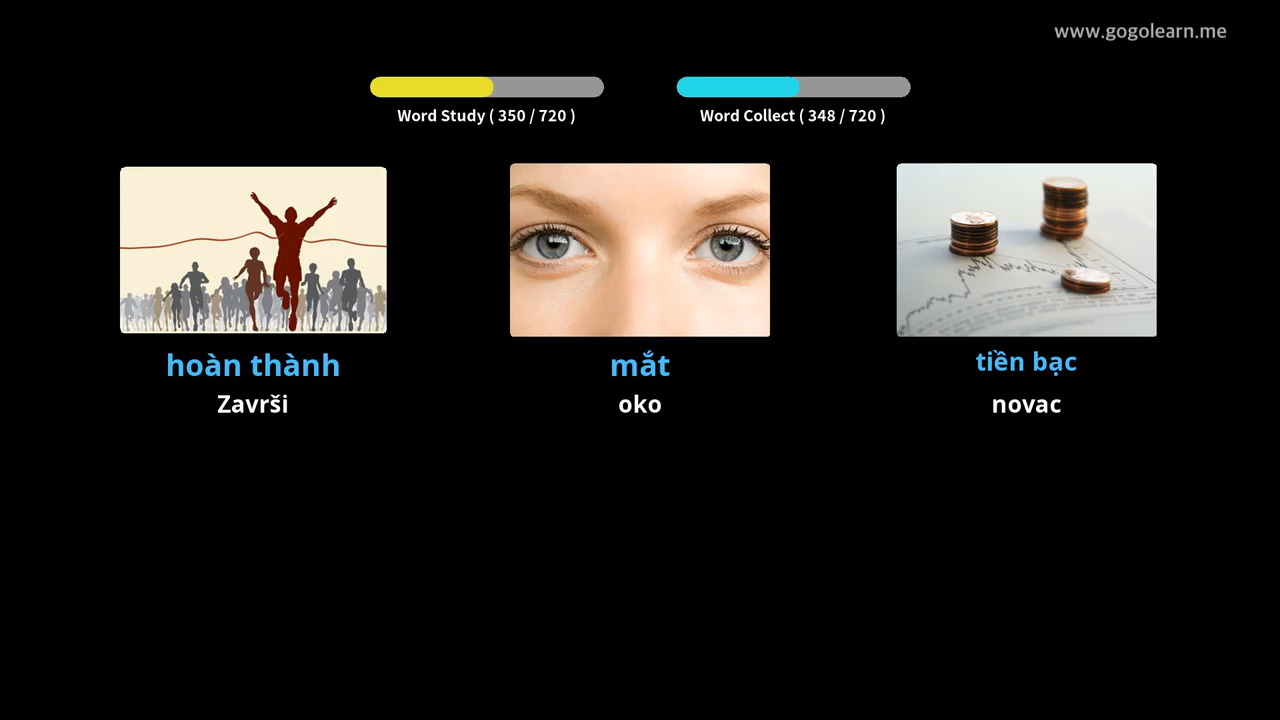 www.gogolearn.me
Word Study ( 350 / 720 )
Word Collect ( 348 / 720 )
hoàn thành
Završi
mắt
oko
tiền bạc
novac